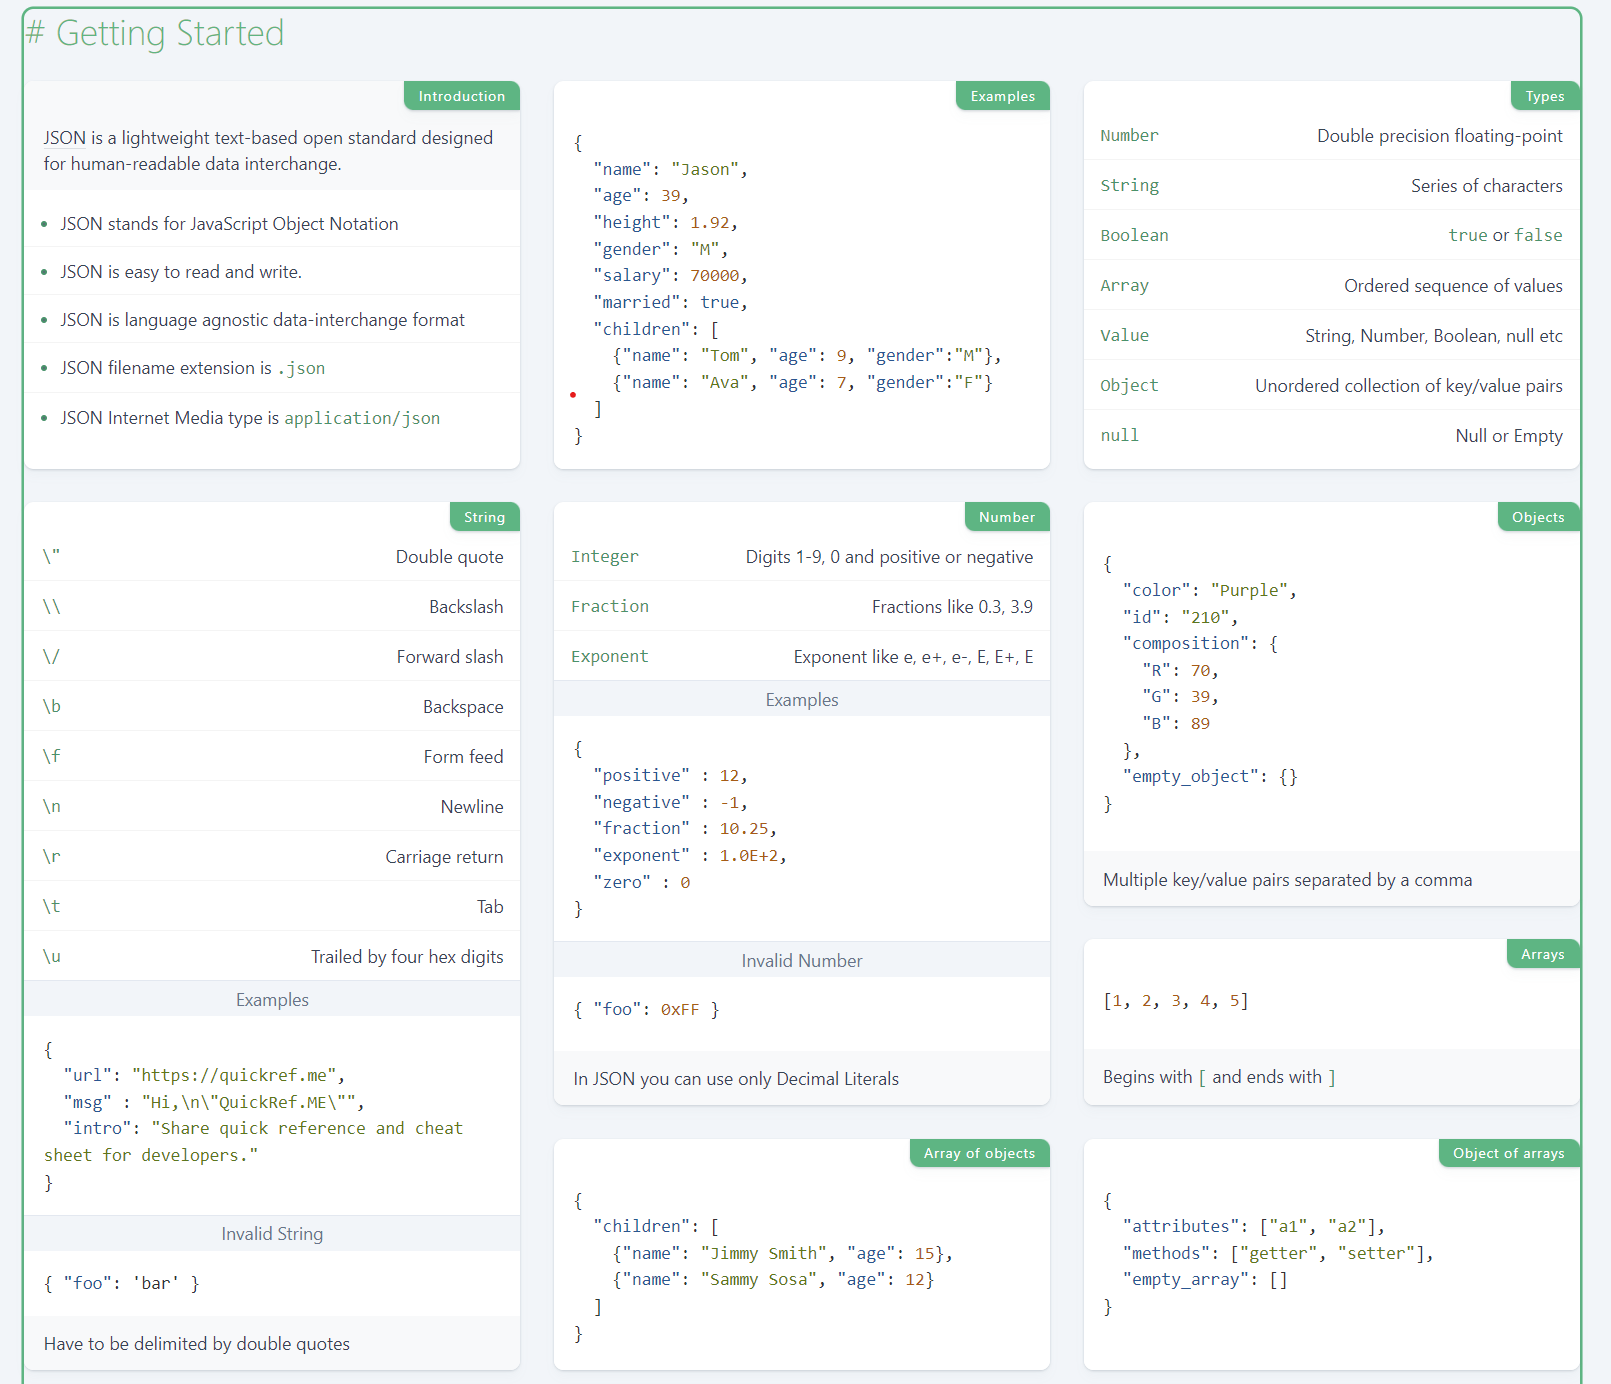 # Getting Started
Introduction
JSON is a lightweight text-based open standard designed
for human-readable data interchange.
• JSON stands for JavaScript Object Notation
• JSON is easy to read and write.
• JSON is language agnostic data-interchange format
• JSON filename extension is .json
• JSON Internet Media type is application/json
Examples
{
  "name": "Jason",
  "age": 39,
  "height": 1.92,
  "gender": "M",
  "salary": 70000,
  "married": true,
  "children": [
    {"name": "Tom", "age": 9, "gender":"M"},
    {"name": "Ava", "age": 7, "gender":"F"}
  ]
}
Types
Number Double precision floating-point
String Series of characters
Boolean true or false
Array Ordered sequence of values
Value String, Number, Boolean, null etc
Object Unordered collection of key/value pairs
null Null or Empty
String
\" Double quote
\\ Backslash
\/ Forward slash
\b Backspace
\f Form feed
\n Newline
\r Carriage return
\t Tab
\u Trailed by four hex digits
Examples
{
  "url": "https://quickref.me",
  "msg" : "Hi,\n\"QuickRef.ME\"",
  "intro": "Share quick reference and cheat
sheet for developers."
}
Invalid String
{ "foo": 'bar' }
Have to be delimited by double quotes
Number
Integer Digits 1-9, 0 and positive or negative
Fraction Fractions like 0.3, 3.9
Exponent Exponent like e, e+, e-, E, E+, E
Examples
{
  "positive" : 12,
  "negative" : -1,
  "fraction" : 10.25,
  "exponent" : 1.0E+2,
  "zero" : 0
}
Invalid Number
{ "foo": 0xFF }
In JSON you can use only Decimal Literals
Objects
{
  "color": "Purple",
  "id": "210",
  "composition": {
    "R": 70,
    "G": 39,
    "B": 89
  },
  "empty_object": {}
}
Multiple key/value pairs separated by a comma
Arrays
[1, 2, 3, 4, 5]
Begins with [ and ends with ]
Array of objects
{
  "children": [
    {"name": "Jimmy Smith", "age": 15},
    {"name": "Sammy Sosa", "age": 12}
  ]
}
Object of arrays
{
  "attributes": ["a1", "a2"],
  "methods": ["getter", "setter"],
  "empty_array": []
}